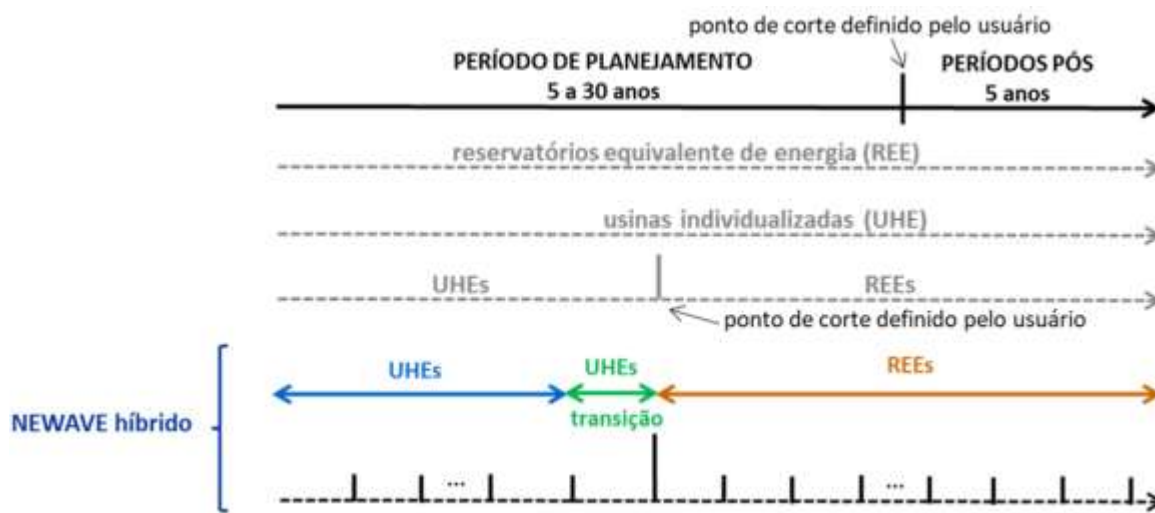 ponto de corte definido pelo usuário
PERÍODO DE PLANEJAMENTO
5 a 30 anos
PERÍODOS PÓS
5 anos
reservatórios equivalente de energia (REE)
usinas individualizadas (UHE)
UHEs
REEs
ponto de corte definido pelo usuário
UHEs
UHEs
REEs
transição
NEWAVE híbrido
...
...